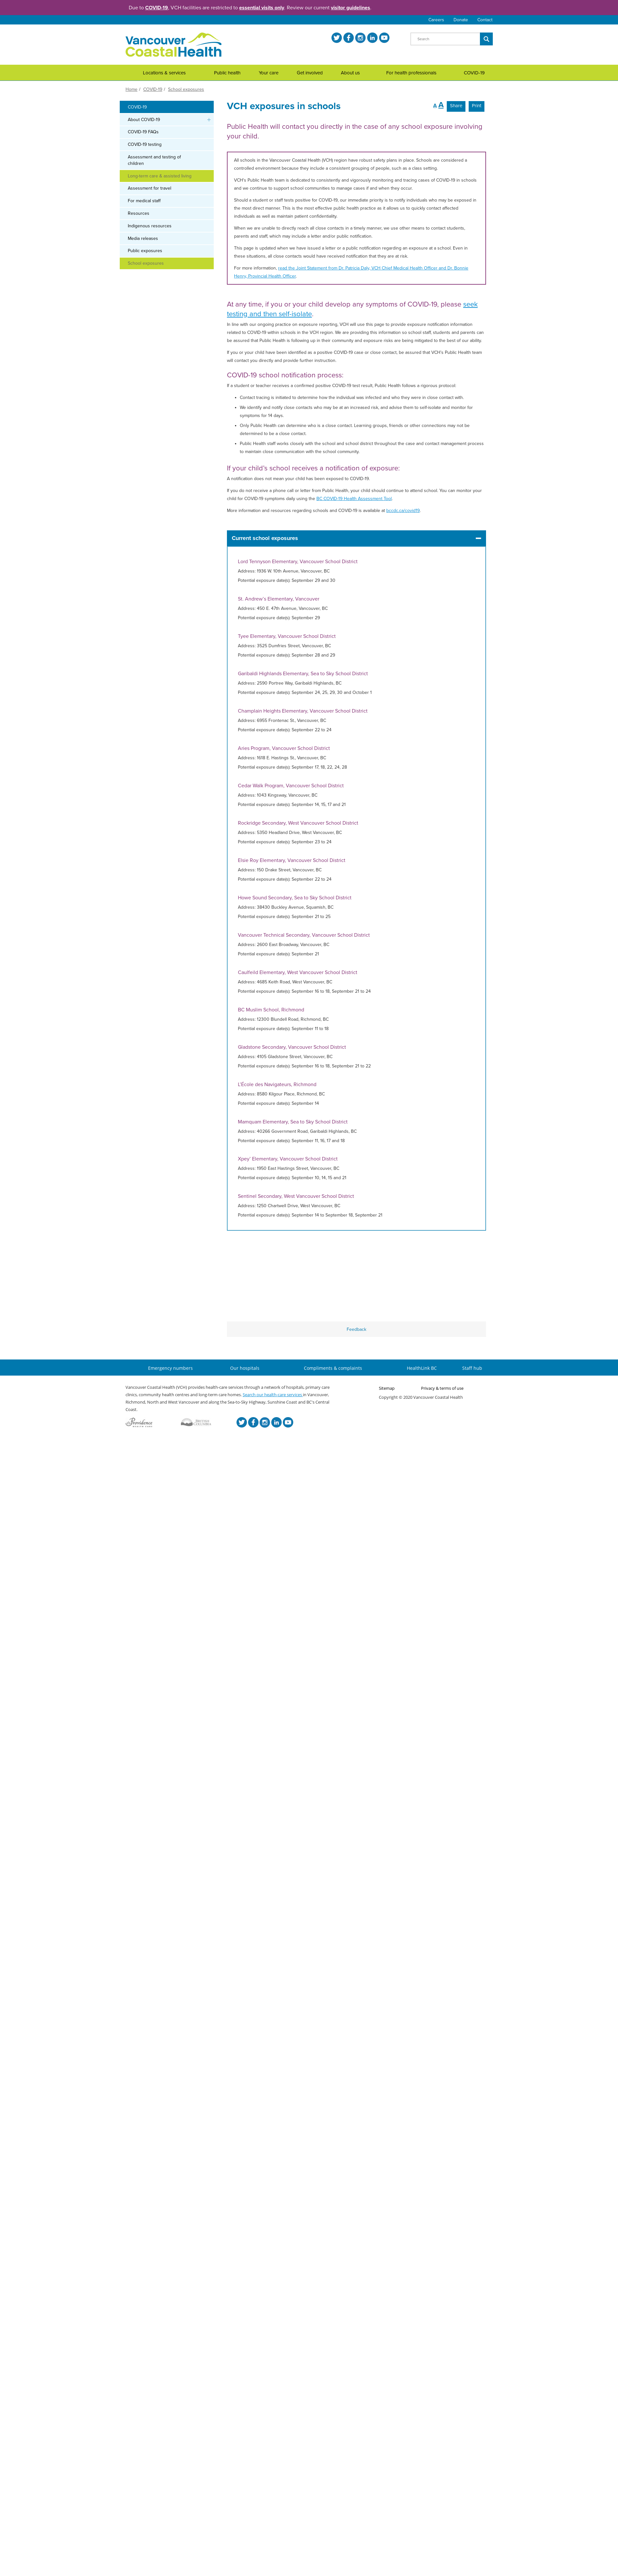 Due to COVID-19, VCH facilities are restricted to essential visits only. Review our current visitor guidelines.
Careers Donate Contact
Vancouver
CoastalHealth
Search
Locations & services Public health Your care Get involved About us For health professionals COVID-19
Home / COVID-19 / School exposures
COVID-19
About COVID-19 +
COVID-19 FAQs
COVID-19 testing
Assessment and testing of
children
Long-term care & assisted living
Assessment for travel
For medical staff
Resources
Indigenous resources
Media releases
Public exposures
School exposures
VCH exposures in schools
A A Share Print
Public Health will contact you directly in the case of any school exposure involving
your child.
All schools in the Vancouver Coastal Health (VCH) region have robust safety plans in place. Schools are considered a
controlled environment because they include a consistent grouping of people, such as a class setting.
VCH's Public Health team is dedicated to consistently and vigorously monitoring and tracing cases of COVID-19 in schools
and we continue to support school communities to manage cases if and when they occur.
Should a student or staff tests positive for COVID-19, our immediate priority is to notify individuals who may be exposed in
the most direct manner. This is the most effective public health practice as it allows us to quickly contact affected
individuals, as well as maintain patient confidentiality.
When we are unable to directly reach all close contacts in a timely manner, we issue a notification to inform students,
parents and staff, which may include a letter and/or public notification.
This page is updated when we have issued a letter or a public notification regarding an exposure at a school. Even in
these situations, all close contacts would have received prior notification that they are at risk.
For more information, read the Joint Statement from Dr. Patricia Daly, VCH Chief Medical Health Officer and Dr. Bonnie
Henry, Provincial Health Officer.
At any time, if you or your child develop any symptoms of COVID-19, please seek
testing and then self-isolate.
In line with our ongoing practice on exposure reporting, VCH will use this page to provide exposure notification information
related to COVID-19 within schools in the VCH region. We are providing this information so school staff, students and parents
be assured that Public Health is following up in their community and exposure risks are being mitigated to the best of our ability.
If you or your child have been identified as a positive COVID-19 case or close contact, be assured that VCH's Public Health team
will contact you directly and provide further instruction.
COVID-19 school notification process:
If a student or teacher receives a confirmed positive COVID-19 test result, Public Health follows a rigorous protocol:
• Contact tracing is initiated to determine how the individual was infected and who they were in close contact with.
• We identify and notify close contacts who may be at an increased risk, and advise them to self-isolate and monitor for
symptoms for 14 days.
• Only Public Health can determine who is a close contact. Learning groups, friends or other connections may not be
determined to be a close contact.
• Public Health staff works closely with the school and school district throughout the case and contact management process
to maintain close communication with the school community.
If your child's school receives a notification of exposure:
A notification does not mean your child has been exposed to COVID-19.
If you do not receive a phone call or letter from Public Health, your child should continue to attend school. You can monitor your
child for COVID-19 symptoms daily using the BC COVID-19 Health Assessment Tool.
More information and resources regarding schools and COVID-19 is available at bccdc.ca/covid19.
Current school exposures
Lord Tennyson Elementary, Vancouver School District
Address: 1936 W. 10th Avenue, Vancouver, BC
Potential exposure date(s): September 29 and 30
St. Andrew's Elementary, Vancouver
Address: 450 E. 47th Avenue, Vancouver, BC
Potential exposure date(s): September 29
Tyee Elementary, Vancouver School District
Address: 3525 Dumfries Street, Vancouver, BC
Potential exposure date(s): September 28 and 29
Garibaldi Highlands Elementary, Sea to Sky School District
Address: 2590 Portree Way, Garibaldi Highlands, BC
Potential exposure date(s): September 24, 25, 29, 30 and October 1
Champlain Heights Elementary, Vancouver School District
Address: 6955 Frontenac St., Vancouver, BC
Potential exposure date(s): September 22 to 24
Aries Program, Vancouver School District
Address: 1618 E. Hastings St., Vancouver, BC
Potential exposure date(s): September 17, 18, 22, 24, 28
Cedar Walk Program, Vancouver School District
Address: 1043 Kingsway, Vancouver, BC
Potential exposure date(s): September 14, 15, 17 and 21
Rockridge Secondary, West Vancouver School District
Address: 5350 Headland Drive, West Vancouver, BC
Potential exposure date(s): September 23 to 24
Elsie Roy Elementary, Vancouver School District
Address: 150 Drake Street, Vancouver, BC
Potential exposure date(s): September 22 to 24
Howe Sound Secondary, Sea to Sky School District
Address: 38430 Buckley Avenue, Squamish, BC
Potential exposure date(s): September 21 to 25
Vancouver Technical Secondary, Vancouver School District
Address: 2600 East Broadway, Vancouver, BC
Potential exposure date(s): September 21
Caulfeild Elementary, West Vancouver School District
Address: 4685 Keith Road, West Vancouver, BC
Potential exposure date(s): September 16 to 18, September 21 to 24
BC Muslim School, Richmond
Address: 12300 Blundell Road, Richmond, BC
Potential exposure date(s): September 11 to 18
Gladstone Secondary, Vancouver School District
Address: 4105 Gladstone Street, Vancouver, BC
Potential exposure date(s): September 16 to 18, September 21 to 22
L'École des Navigateurs, Richmond
Address: 8580 Kilgour Place, Richmond, BC
Potential exposure date(s): September 14
Mamquam Elementary, Sea to Sky School District
Address: 40266 Government Road, Garibaldi Highlands, BC
Potential exposure date(s): September 11, 16, 17 and 18
Xpey' Elementary, Vancouver School District
Address: 1950 East Hastings Street, Vancouver, BC
Potential exposure date(s): September 10, 14, 15 and 21
Sentinel Secondary, West Vancouver School District
Address: 1250 Chartwell Drive, West Vancouver, BC
Potential exposure date(s): September 14 to September 18, September 21
Feedback
Emergency numbers Our hospitals Compliments & complaints HealthLink BC Staff hub
Vancouver Coastal Health (VCH) provides health-care services through a network of hospitals, primary care
clinics, community health centres and long-term care homes. Search our health-care services in Vancouver,
Richmond, North and West Vancouver and along the Sea-to-Sky Highway, Sunshine Coast and BC's Central
Coast.
Sitemap Privacy & terms of use
Copyright © 2020 Vancouver Coastal Health
Providence
HEALTH CARE
BRITISH
COLUMBIA